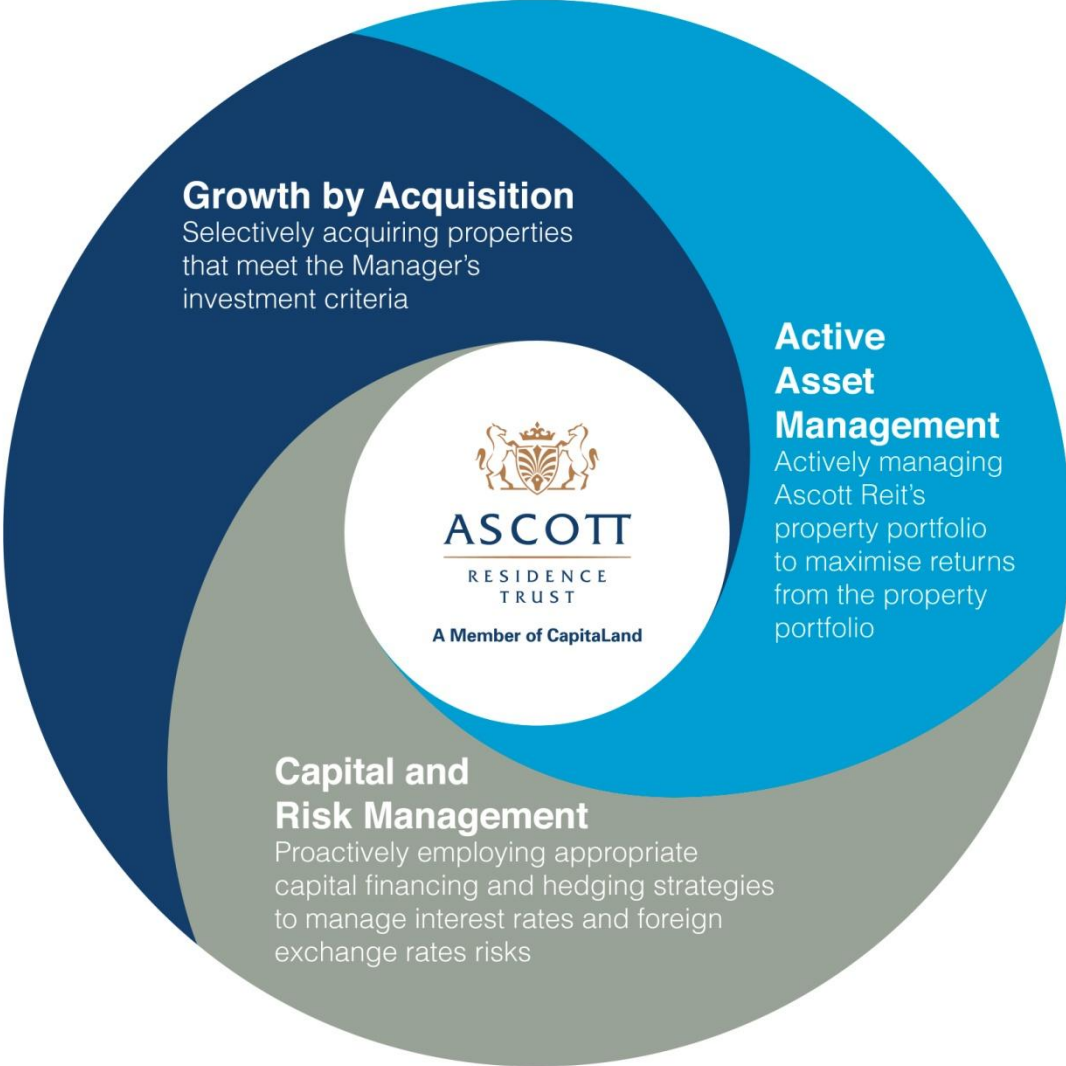 Growth by Acquisition
Selectively acquiring properties
that meet the Manager's
investment criteria
Active
Asset
Management
Actively managing
Ascott Reit's
property portfolio
to maximise returns
from the property
portfolio
ASCOTT
RESIDENCE
TRUST
A Member of CapitaLand
Capital and
Risk Management
Proactively employing appropriate
capital financing and hedging strategies
to manage interest rates and foreign
exchange rates risks